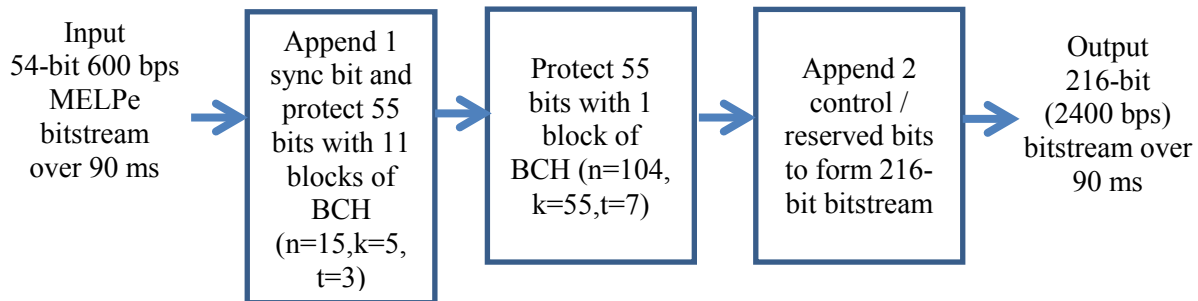 Input
54-bit 600 bps
MELPe
bitstream
over 90 ms
Append 1
sync bit and
protect 55
bits with 11
blocks of
BCH
(n=15,k=5,
t=3)
Protect 55
bits with 1
block of
BCH (n=104,
k=55,t=7)
Append 2
control /
reserved bits
to form 216-
bit bitstream
Output
216-bit
(2400 bps)
bitstream over
90 ms